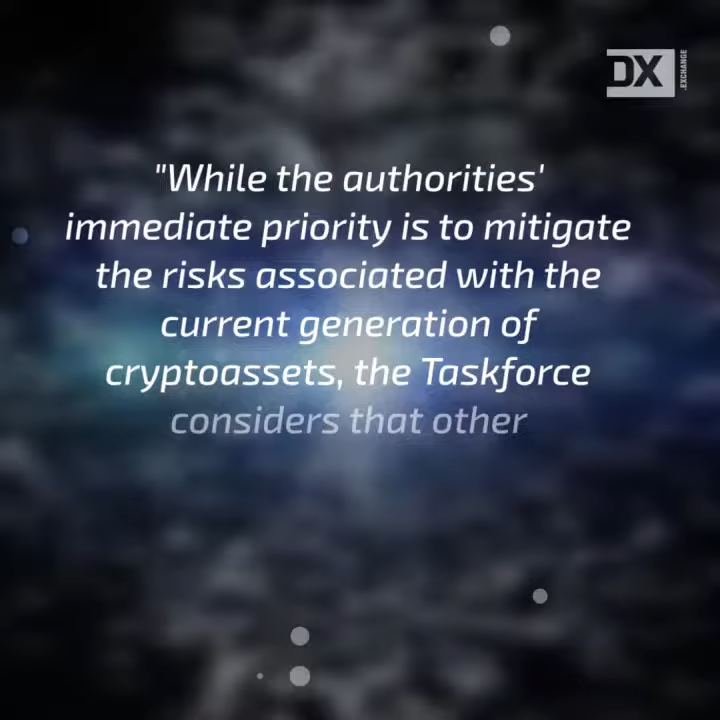 DX
.EXCHANGE
"While the authorities'
immediate priority is to mitigate
the risks associated with the
current generation of
cryptoassets, the Taskforce
considers that other